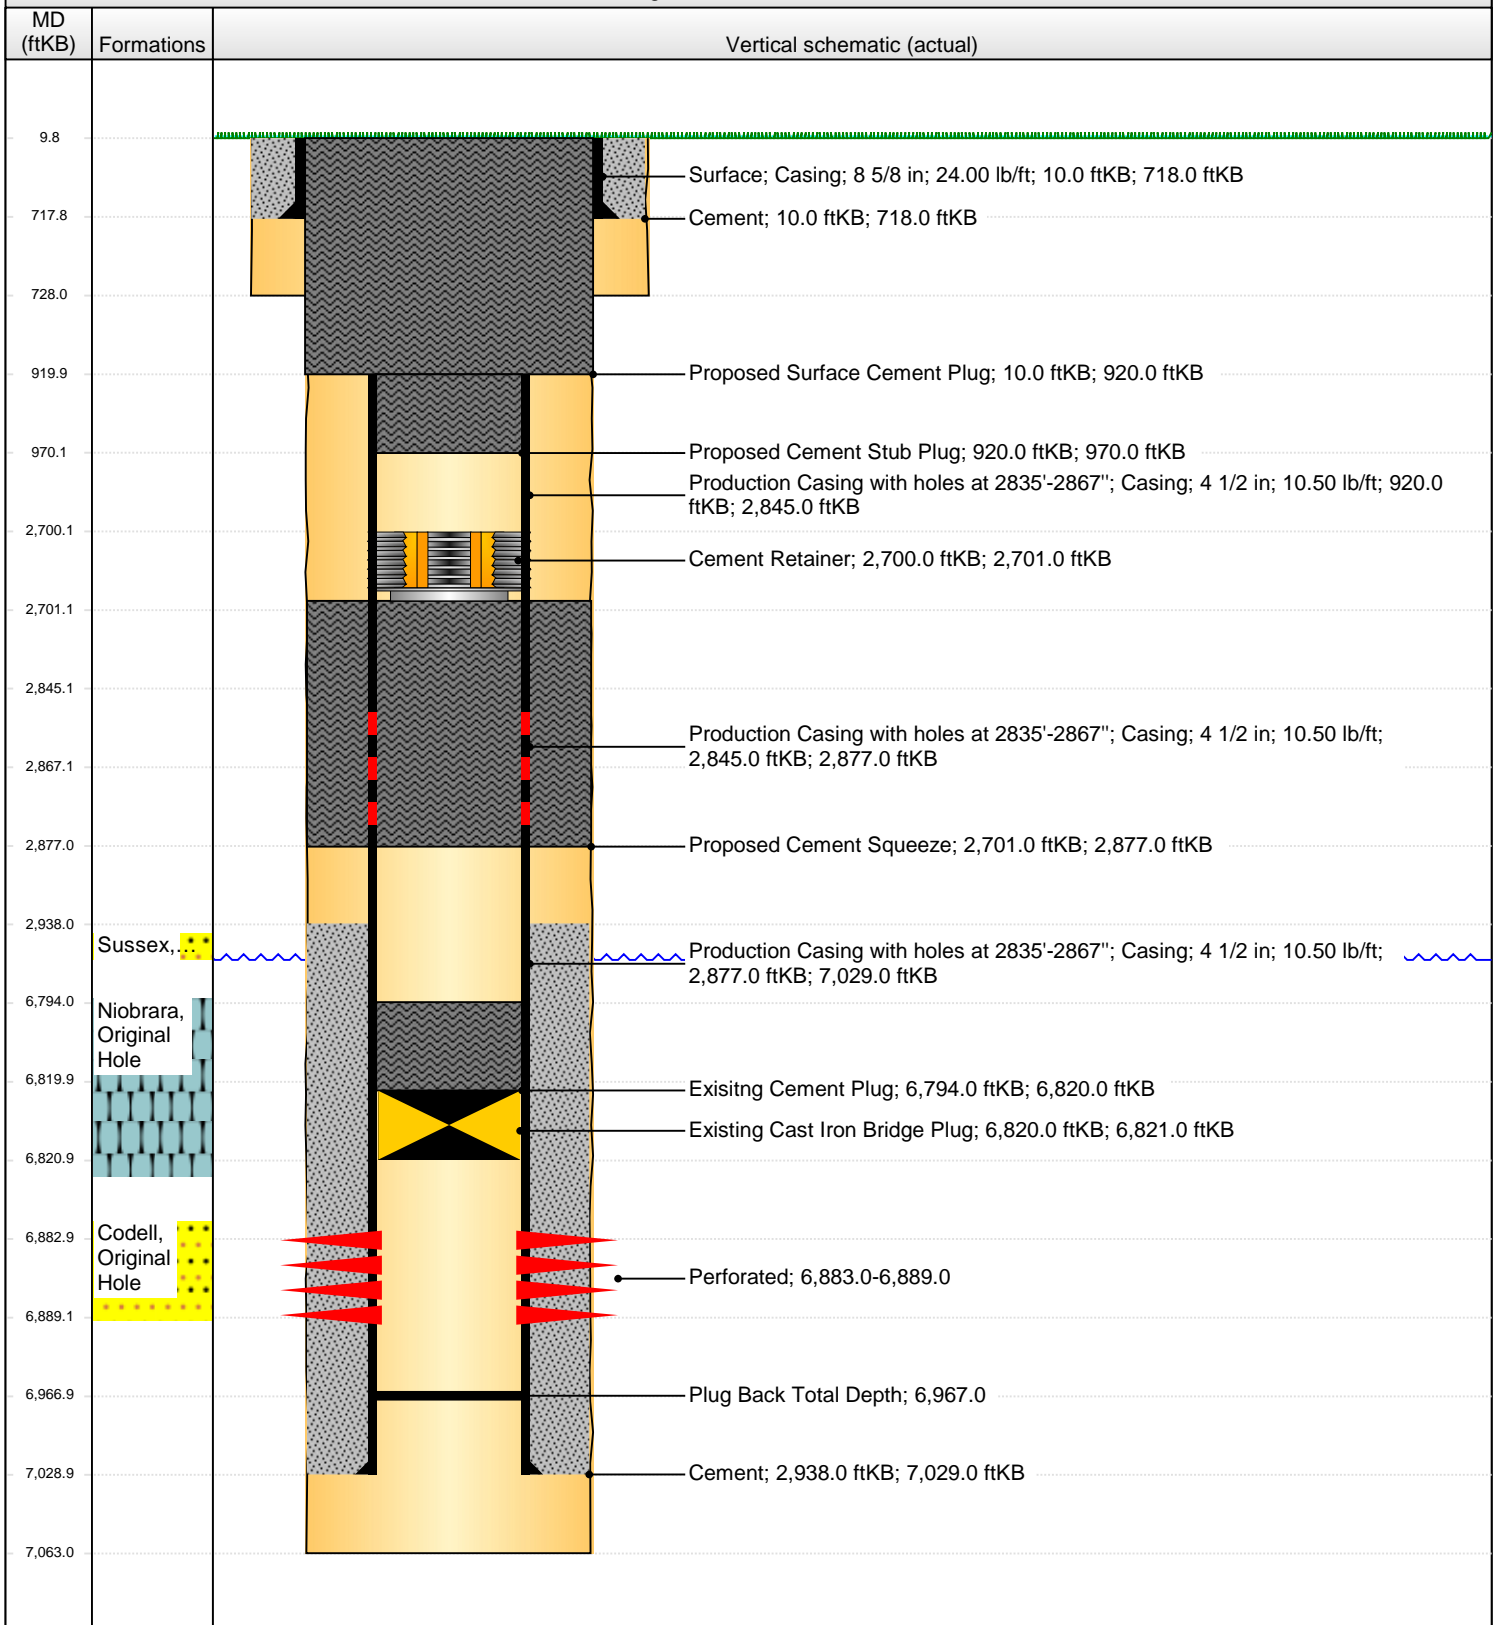 MD
(ftKB)
Formations
Vertical schematic (actual)
9.8
Surface; Casing; 8 5/8 in; 24.00 lb/ft; 10.0 ftKB; 718.0 ftKB
717.8
Cement; 10.0 ftKB; 718.0 ftKB
728.0
919.9
Proposed Surface Cement Plug; 10.0 ftKB; 920.0 ftKB
970.1
Proposed Cement Stub Plug; 920.0 ftKB; 970.0 ftKB
Production Casing with holes at 2835'-2867"; Casing; 4 1/2 in; 10.50 lb/ft; 920.0
ftKB; 2,845.0 ftKB
2,700.1
Cement Retainer; 2,700.0 ftKB; 2,701.0 ftKB
2,701.1
2,845.1
Production Casing with holes at 2835'-2867"; Casing; 4 1/2 in; 10.50 lb/ft;
2,845.0 ftKB; 2,877.0 ftKB
2,867.1
2,877.0
Proposed Cement Squeeze; 2,701.0 ftKB; 2,877.0 ftKB
2,938.0
Sussex,...
Production Casing with holes at 2835'-2867"; Casing; 4 1/2 in; 10.50 lb/ft;
2,877.0 ftKB; 7,029.0 ftKB
6,794.0
Niobrara,
Original
Hole
6,819.9
Exisitng Cement Plug; 6,794.0 ftKB; 6,820.0 ftKB
Existing Cast Iron Bridge Plug; 6,820.0 ftKB; 6,821.0 ftKB
6,820.9
Codell,
Original
Hole
6,882.9
Perforated; 6,883.0-6,889.0
6,889.1
6,966.9
Plug Back Total Depth; 6,967.0
7,028.9
Cement; 2,938.0 ftKB; 7,029.0 ftKB
7,063.0